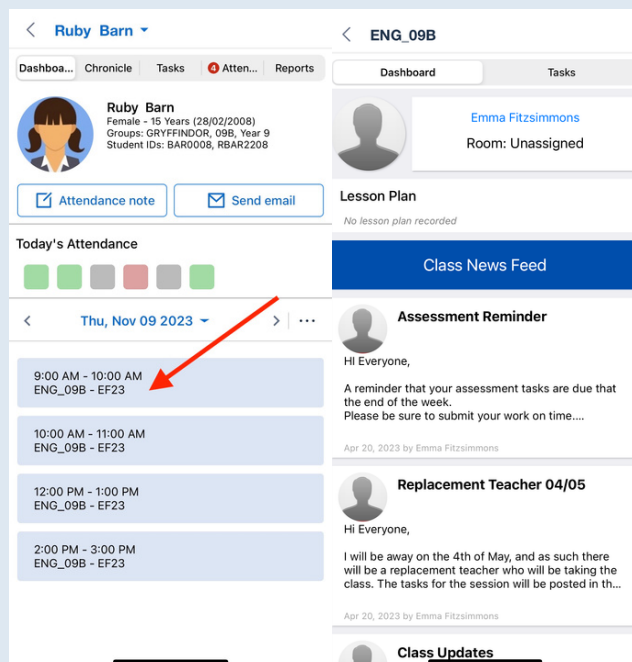 Ruby Barn
Dashboa... Chronicle Tasks 4 Atten... Reports
Ruby Barn
Female - 15 Years (28/02/2008)
Groups: GRYFFINDOR, 09B, Year 9
Student IDs: BAR0008, RBAR2208
Attendance note
Send email
Today's Attendance
Thu, Nov 09 2023
9:00 AM - 10:00 AM
ENG_09B - EF23
10:00 AM - 11:00 AM
ENG_09B - EF23
12:00 PM - 1:00 PM
ENG_09B - EF23
2:00 PM - 3:00 PM
ENG_09B - EF23
ENG_09B
Dashboard Tasks
Emma Fitzsimmons
Room: Unassigned
Lesson Plan
No lesson plan recorded
Class News Feed
Assessment Reminder
HI Everyone,
A reminder that your assessment tasks are due that
the end of the week.
Please be sure to submit your work on time....
Apr 20, 2023 by Emma Fitzsimmons
Replacement Teacher 04/05
Hi Everyone,
I will be away on the 4th of May, and as such there
will be a replacement teacher who will be taking the
class. The tasks for the session will be posted in th...
Apr 20, 2023 by Emma Fitzsimmons
Class Updates